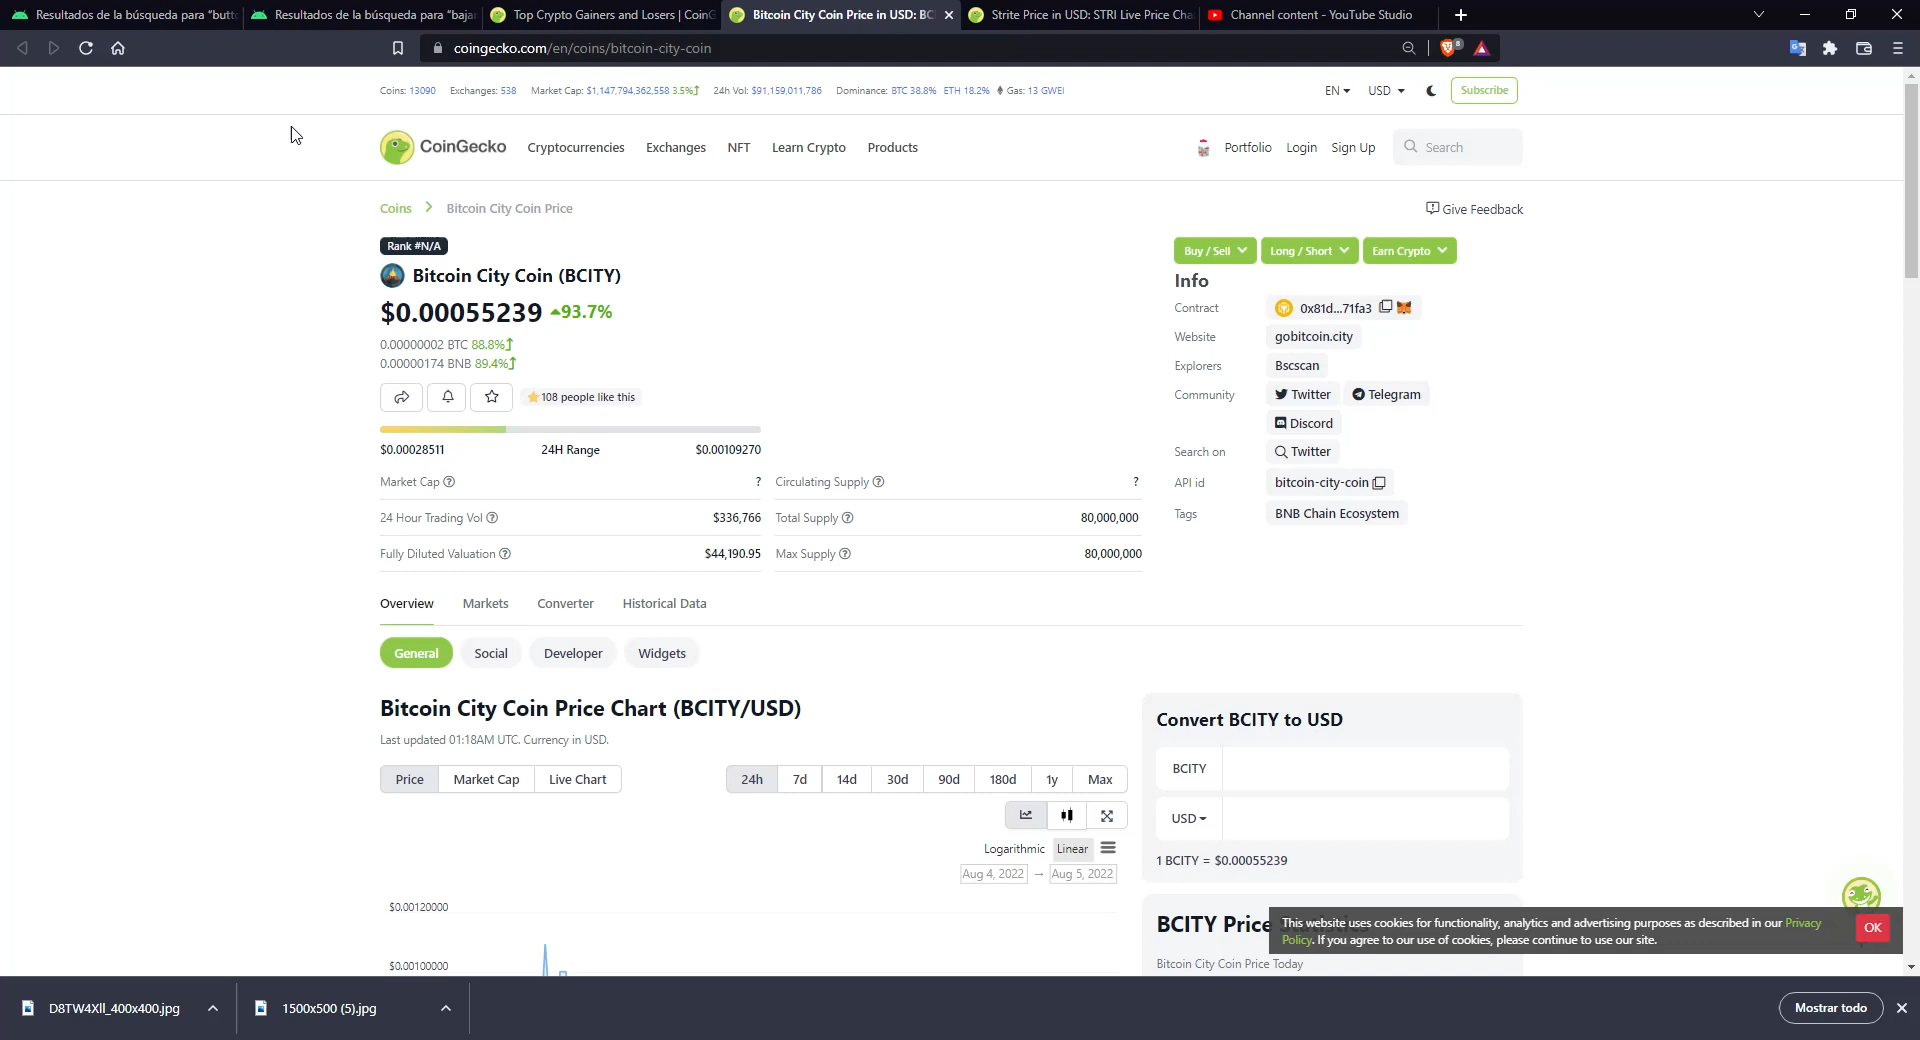 Resultados de la búsqueda para "butt
Resultados de la búsqueda para "bajar
Top Crypto Gainers and Losers | CoinG
Bitcoin City Coin Price in USD: BC
Strite Price in USD: STRI Live Price Cha
Channel content - YouTube Studio
coingecko.com/en/coins/bitcoin-city-coin
8
Coins: 13090 Exchanges: 538 Market Cap: $1,147,794,362,558 3.5% 24h Vol: $91,159,011,786 Dominance: BTC 38.8% ETH 18.2% Gas: 13 GWEI
EN USD Subscribe
CoinGecko Cryptocurrencies Exchanges NFT Learn Crypto Products
Portfolio Login Sign Up Search
Coins Bitcoin City Coin Price
Give Feedback
Rank #N/A
Bitcoin City Coin (BCITY)
$0.00055239 93.7%
0.00000002 BTC 88.8%
0.00000174 BNB 89.4%
108 people like this
$0.00028511 24H Range $0.00109270
Market Cap ?
Circulating Supply ?
24 Hour Trading Vol $336,766
Total Supply 80,000,000
Fully Diluted Valuation $44,190.95
Max Supply 80,000,000
Buy / Sell Long / Short Earn Crypto
Info
Contract 0x81d...71fa3
Website gobitcoin.city
Explorers Bscscan
Community Twitter Telegram
Discord
Search on Twitter
API id bitcoin-city-coin
Tags BNB Chain Ecosystem
Overview Markets Converter Historical Data
General Social Developer Widgets
Bitcoin City Coin Price Chart (BCITY/USD)
Last updated 01:18AM UTC. Currency in USD.
Price Market Cap Live Chart
24h 7d 14d 30d 90d 180d 1y Max
Logarithmic Linear
Aug 4, 2022 → Aug 5, 2022
$0.00120000
$0.00100000
Convert BCITY to USD
BCITY
USD
1 BCITY = $0.00055239
BCITY Price
Bitcoin City Coin Price Today
This website uses cookies for functionality, analytics and advertising purposes as described in our Privacy
Policy. If you agree to our use of cookies, please continue to use our site.
OK
D8TW4Xll_400x400.jpg
1500x500 (5).jpg
Mostrar todo